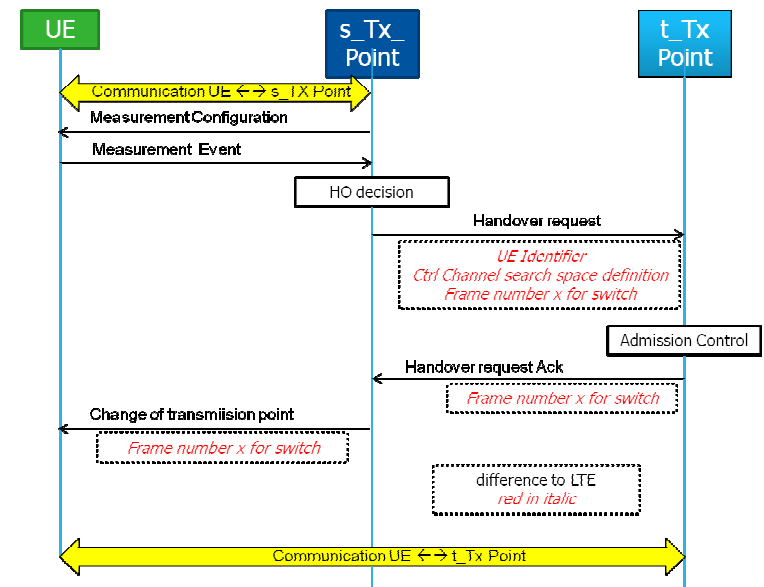 UE
s_Tx_
Point
t_Tx
Point
Communication UE ←→ s_TX Point
Measurement Configuration
Measurement Event
HO decision
Handover request
UE Identifier
Ctrl Channel search space definition
Frame number x for switch
Admission Control
Handover request Ack
Frame number x for switch
Change of transmiision point
Frame number x for switch
difference to LTE
red in italic
Communication UE ←→ t_Tx Point